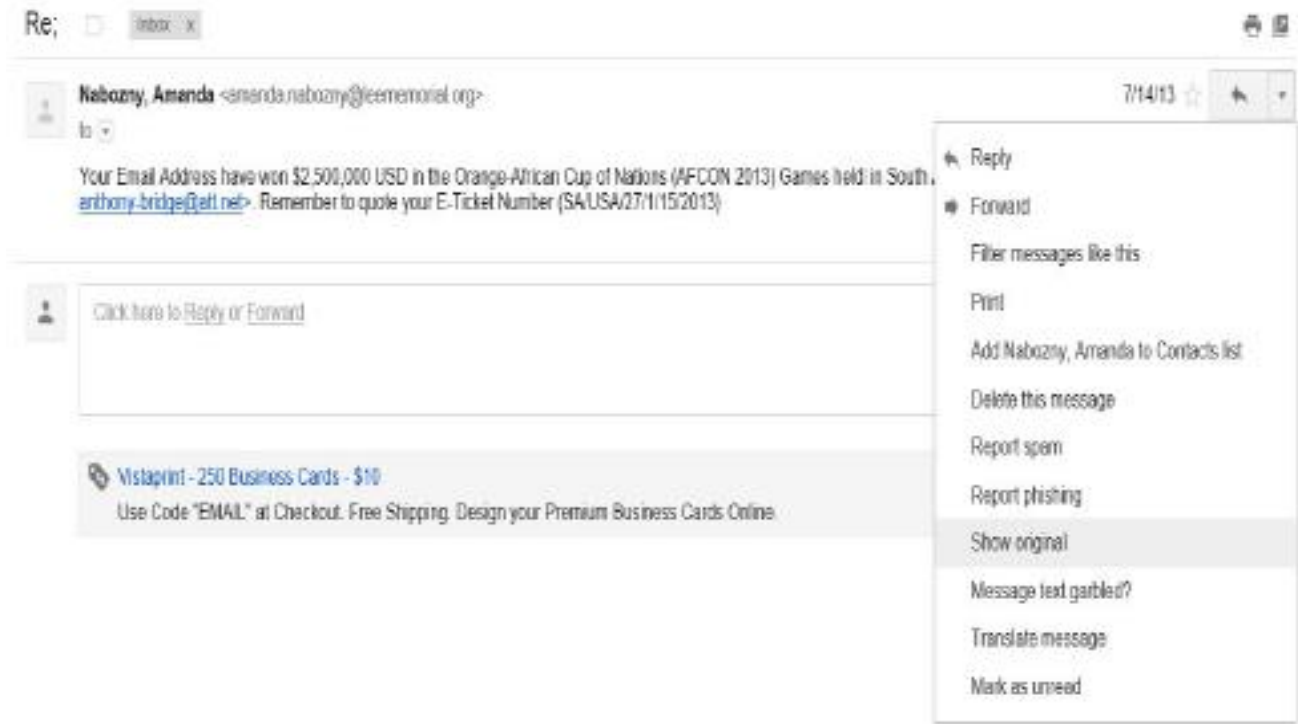 Re;
Inbox x
Nabozny, Amanda <amanda.nabozny@leememorial.org>
7/14/13
to
Your Email Address have won $2,500,000 USD in the Orange-African Cup of Nations (AFCON 2013) Games held in South
anthony-bridge@att.net>. Remember to quote your E-Ticket Number (SA/USA/27/1/15/2013)
Click here to Reply or Forward
Vistaprint - 250 Business Cards - $10
Use Code "EMAIL" at Checkout. Free Shipping. Design your Premium Business Cards Online.
Reply
Forward
Filter messages like this
Print
Add Nabozny, Amanda to Contacts list
Delete this message
Report spam
Report phishing
Show original
Message text garbled?
Translate message
Mark as unread